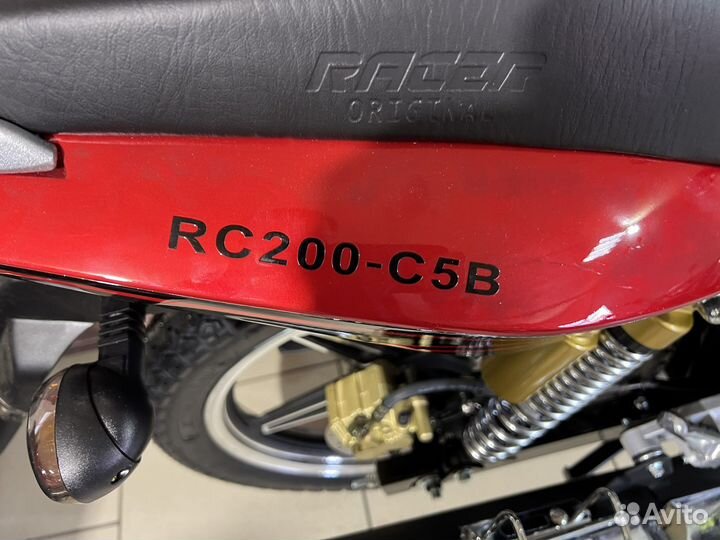 RACER
ORIGINAL
RC200-C5B
Avito